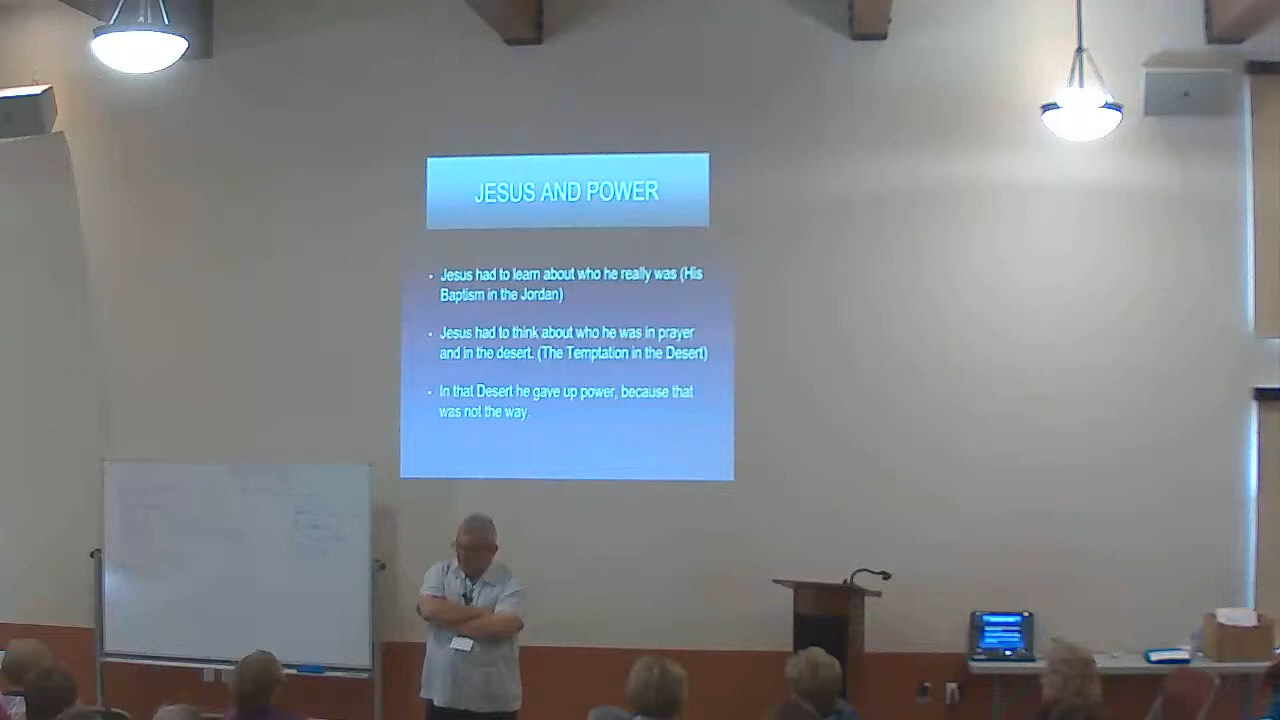 JESUS AND POWER
• Jesus had to learn about who he really was (His
Baptism in the Jordan)
• Jesus had to think about who he was in prayer
and in the desert. (The Temptation in the Desert)
• In that Desert he gave up power, because that
was not the way.